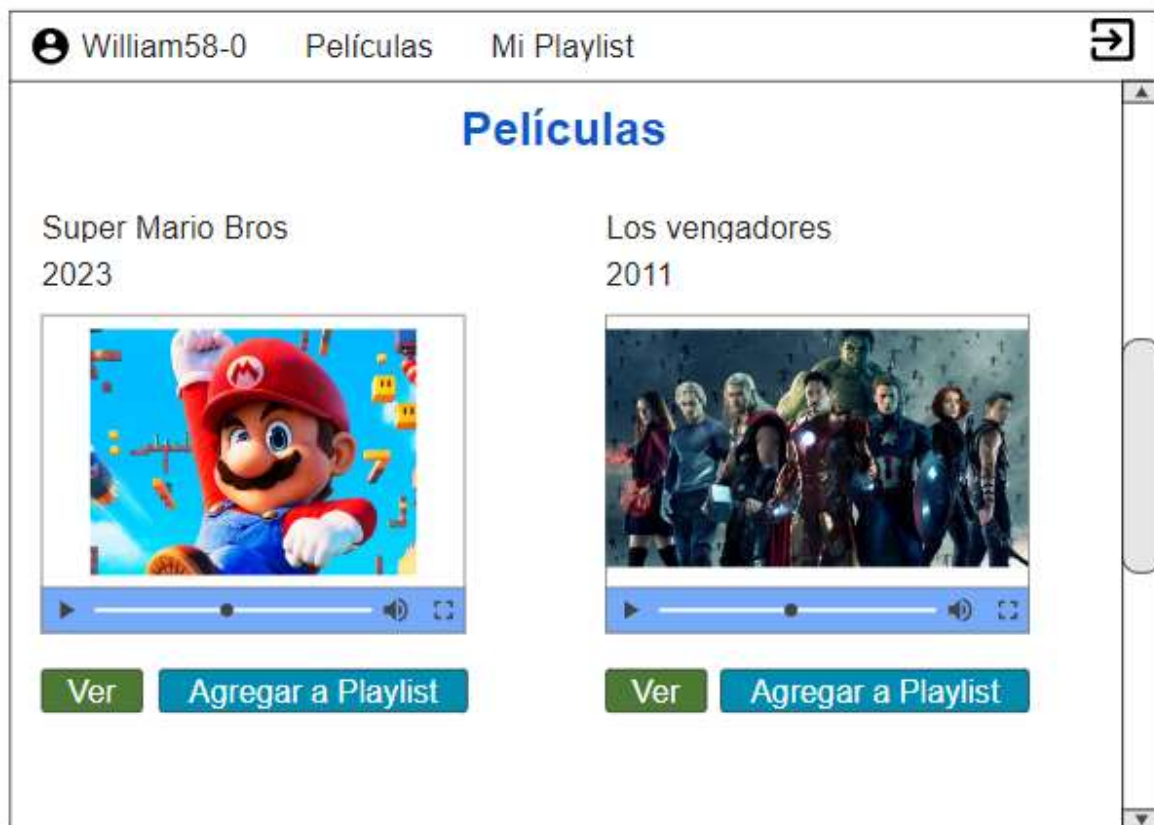 William58-0 Películas Mi Playlist
Películas
Super Mario Bros
2023
Los vengadores
2011
Ver Agregar a Playlist
Ver Agregar a Playlist